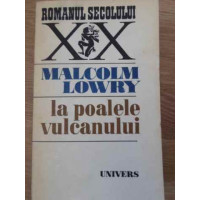 ROMANUL SECOLULUI
XX
MALCOLM
LOWRY
la poalele
vulcanului
UNIVERS